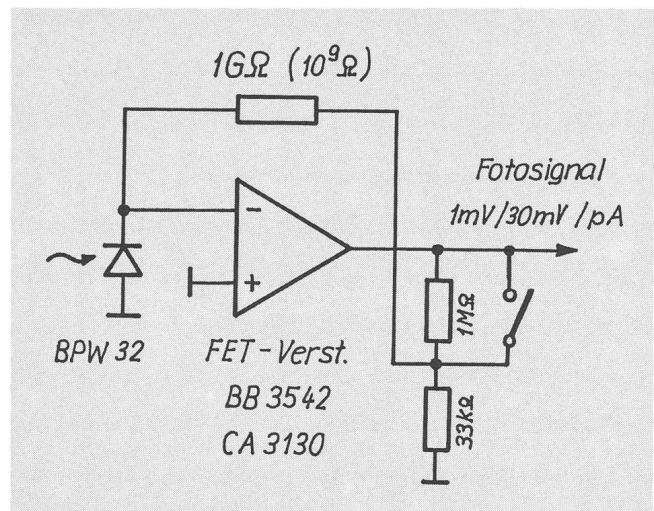 1GΩ (10⁹Ω)
Fotosignal
1mV/30mV/pA
−
+
1MΩ
33kΩ
BPW 32
FET-Verst.
BB 3542
CA 3130